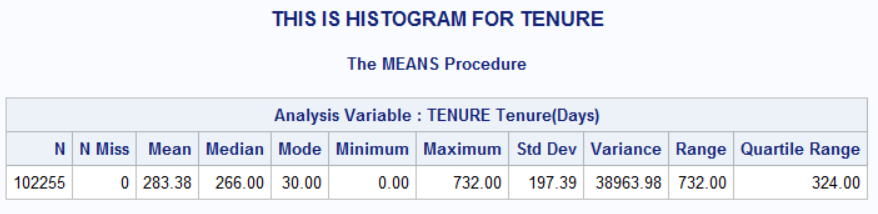 THIS IS HISTOGRAM FOR TENURE
The MEANS Procedure
Analysis Variable : TENURE Tenure(Days)
N N Miss Mean Median Mode Minimum Maximum Std Dev Variance Range Quartile Range
102255 0 283.38 266.00 30.00 0.00 732.00 197.39 38963.98 732.00 324.00